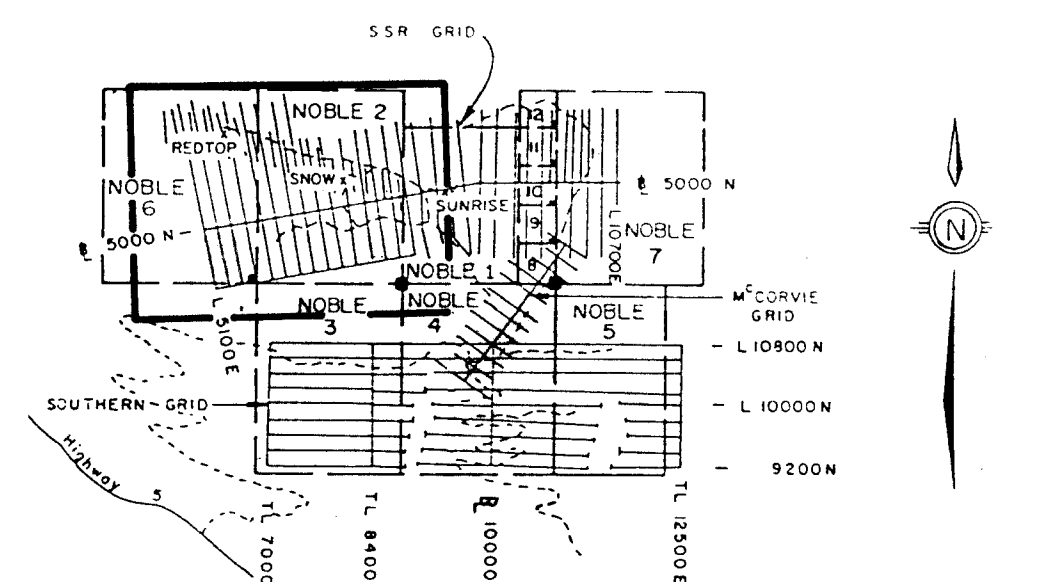 SSR GRID
NOBLE 2
12
REDTOP
11
SNOW x
10
℄ 5000 N
NOBLE
6
SUNRISE
9
L 10700E
NOBLE
7
N
℄ 5000 N
8
NOBLE 1
NOBLE
3
NOBLE
4
NOBLE
5
McCORVIE
GRID
L 5100E
L 10800 N
SOUTHERN GRID
L 10000 N
9200N
Highway 5
TL 7000
TL 8400
℄ 10000
TL 12500 E